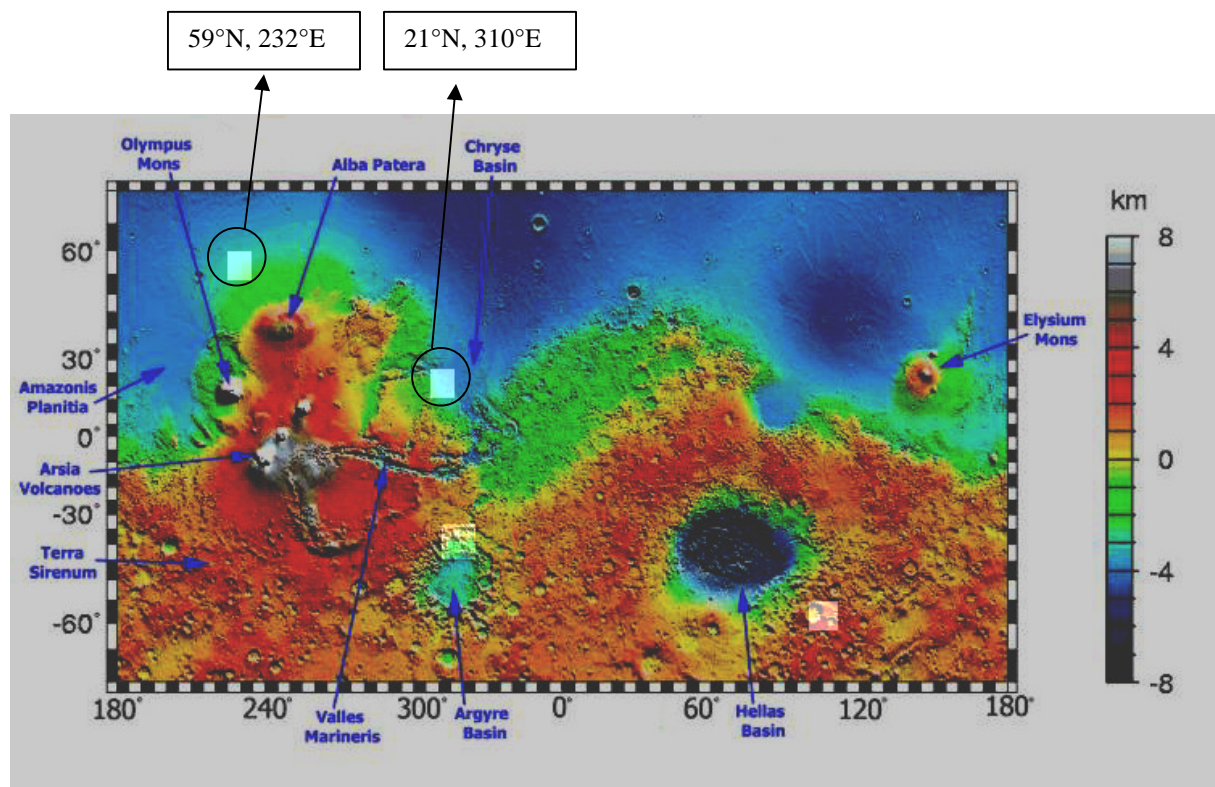 59°N, 232°E
21°N, 310°E
Olympus
Mons
Alba Patera
Chryse
Basin
km
8
4
0
-4
-8
60°
30°
0°
-30°
-60°
Amazonis
Planitia
Arsia
Volcanoes
Terra
Sirenum
Elysium
Mons
180°
240°
300°
0°
60°
120°
180°
Valles
Marineris
Argyre
Basin
Hellas
Basin